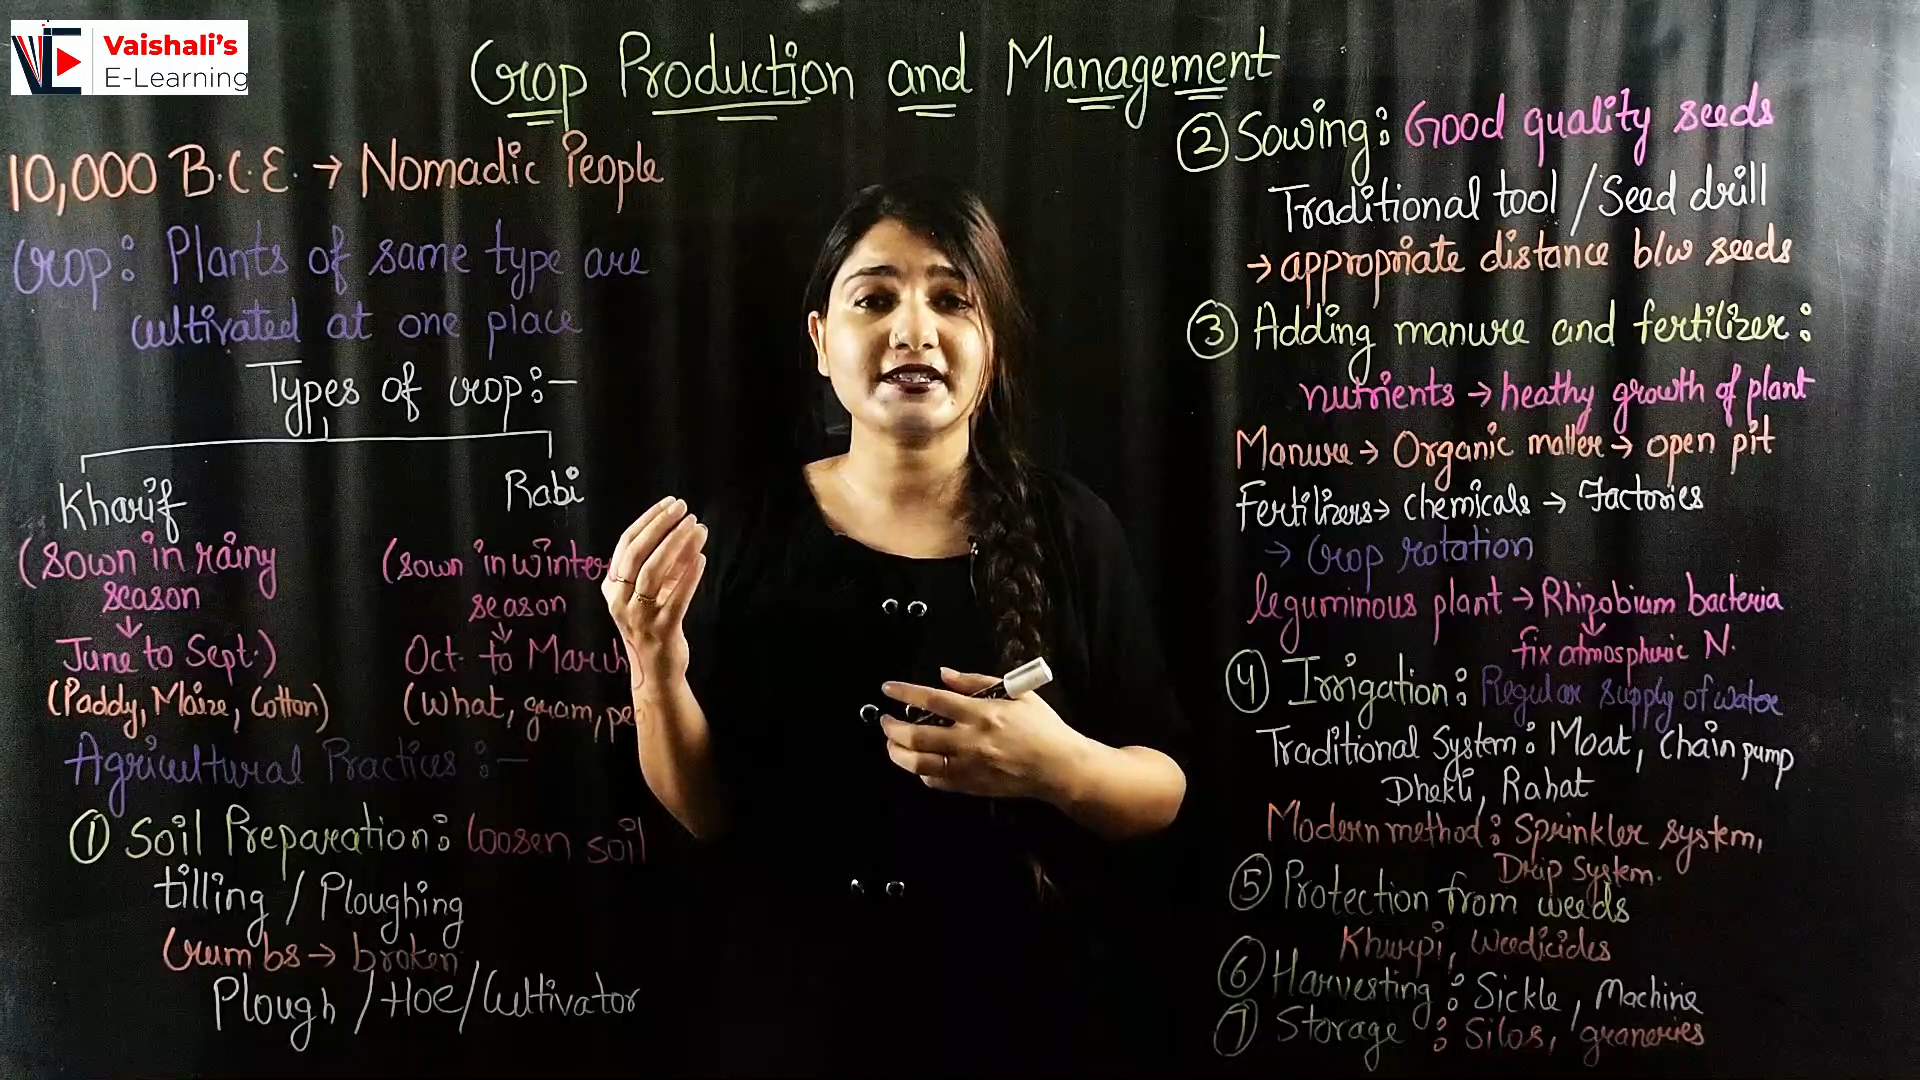 Vaishali's
E-Learning
Crop Production and Management
10,000 B.C.E. → Nomadic People
Crop: Plants of same type are
cultivated at one place
Types of crop:-
Kharif
Rabi
(sown in rainy
season
↓
June to Sept.)
(Paddy, Maize, Cotton)
(sown in winter
season
↓
Oct. to March)
(What, gram, pea
Agricultural Practices :-
① Soil Preparation: loosen soil
tilling / Ploughing
Crumbs → broken
Plough / Hoe / Cultivator
② Sowing: Good quality seeds
Traditional tool / Seed drill
→ appropriate distance b/w seeds
③ Adding manure and fertilizer:
nutrients → heathy growth of plant
Manure → Organic matter → open pit
Fertilizers → chemicals → Factories
→ Crop rotation
leguminous plant → Rhizobium bacteria
↓
fix atmospheric N.
④ Irrigation: Regular supply of water
Traditional System: Moat, Chain pump
Dhekli, Rahat
Modern method: Sprinkler system,
Drip System.
⑤ Protection from weeds
Khurpi, Weedicides
⑥ Harvesting: Sickle, Machine
⑦ Storage : Silos, graneries